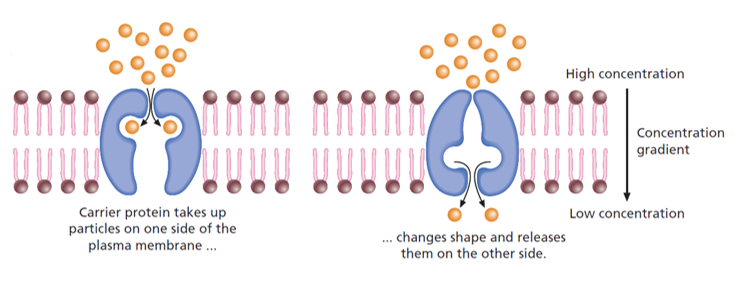 High concentration
Concentration
gradient
Low concentration
Carrier protein takes up
particles on one side of the
plasma membrane ...
... changes shape and releases
them on the other side.